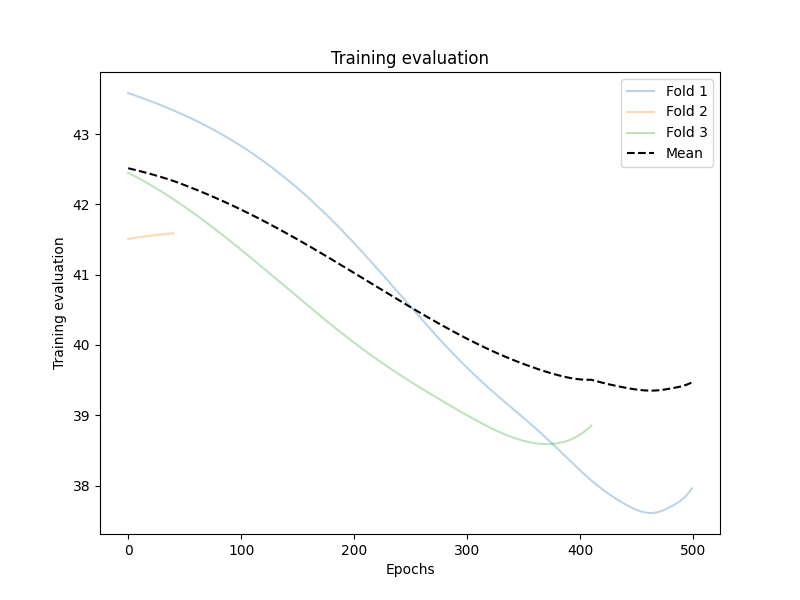 Training evaluation
Fold 1
Fold 2
Fold 3
Mean
Training evaluation
43
42
41
40
39
38
0 100 200 300 400 500
Epochs